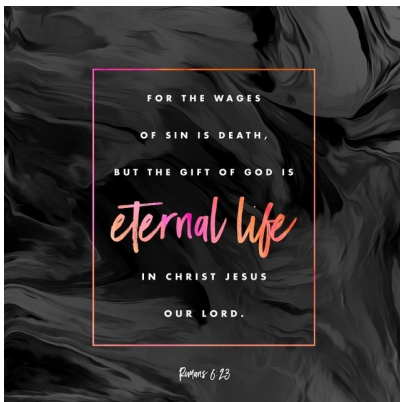 FOR THE WAGES
OF SIN IS DEATH,
BUT THE GIFT OF GOD IS
eternal life
IN CHRIST JESUS
OUR LORD.
Romans 6:23